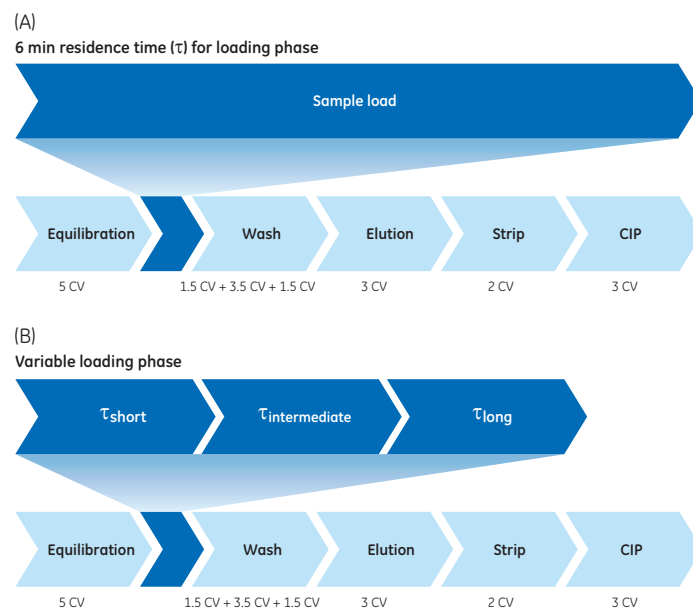 (A)
6 min residence time (τ) for loading phase
Sample load
Equilibration Wash Elution Strip CIP
5 CV 1.5 CV + 3.5 CV + 1.5 CV 3 CV 2 CV 3 CV
(B)
Variable loading phase
τshort τintermediate τlong
Equilibration Wash Elution Strip CIP
5 CV 1.5 CV + 3.5 CV + 1.5 CV 3 CV 2 CV 3 CV